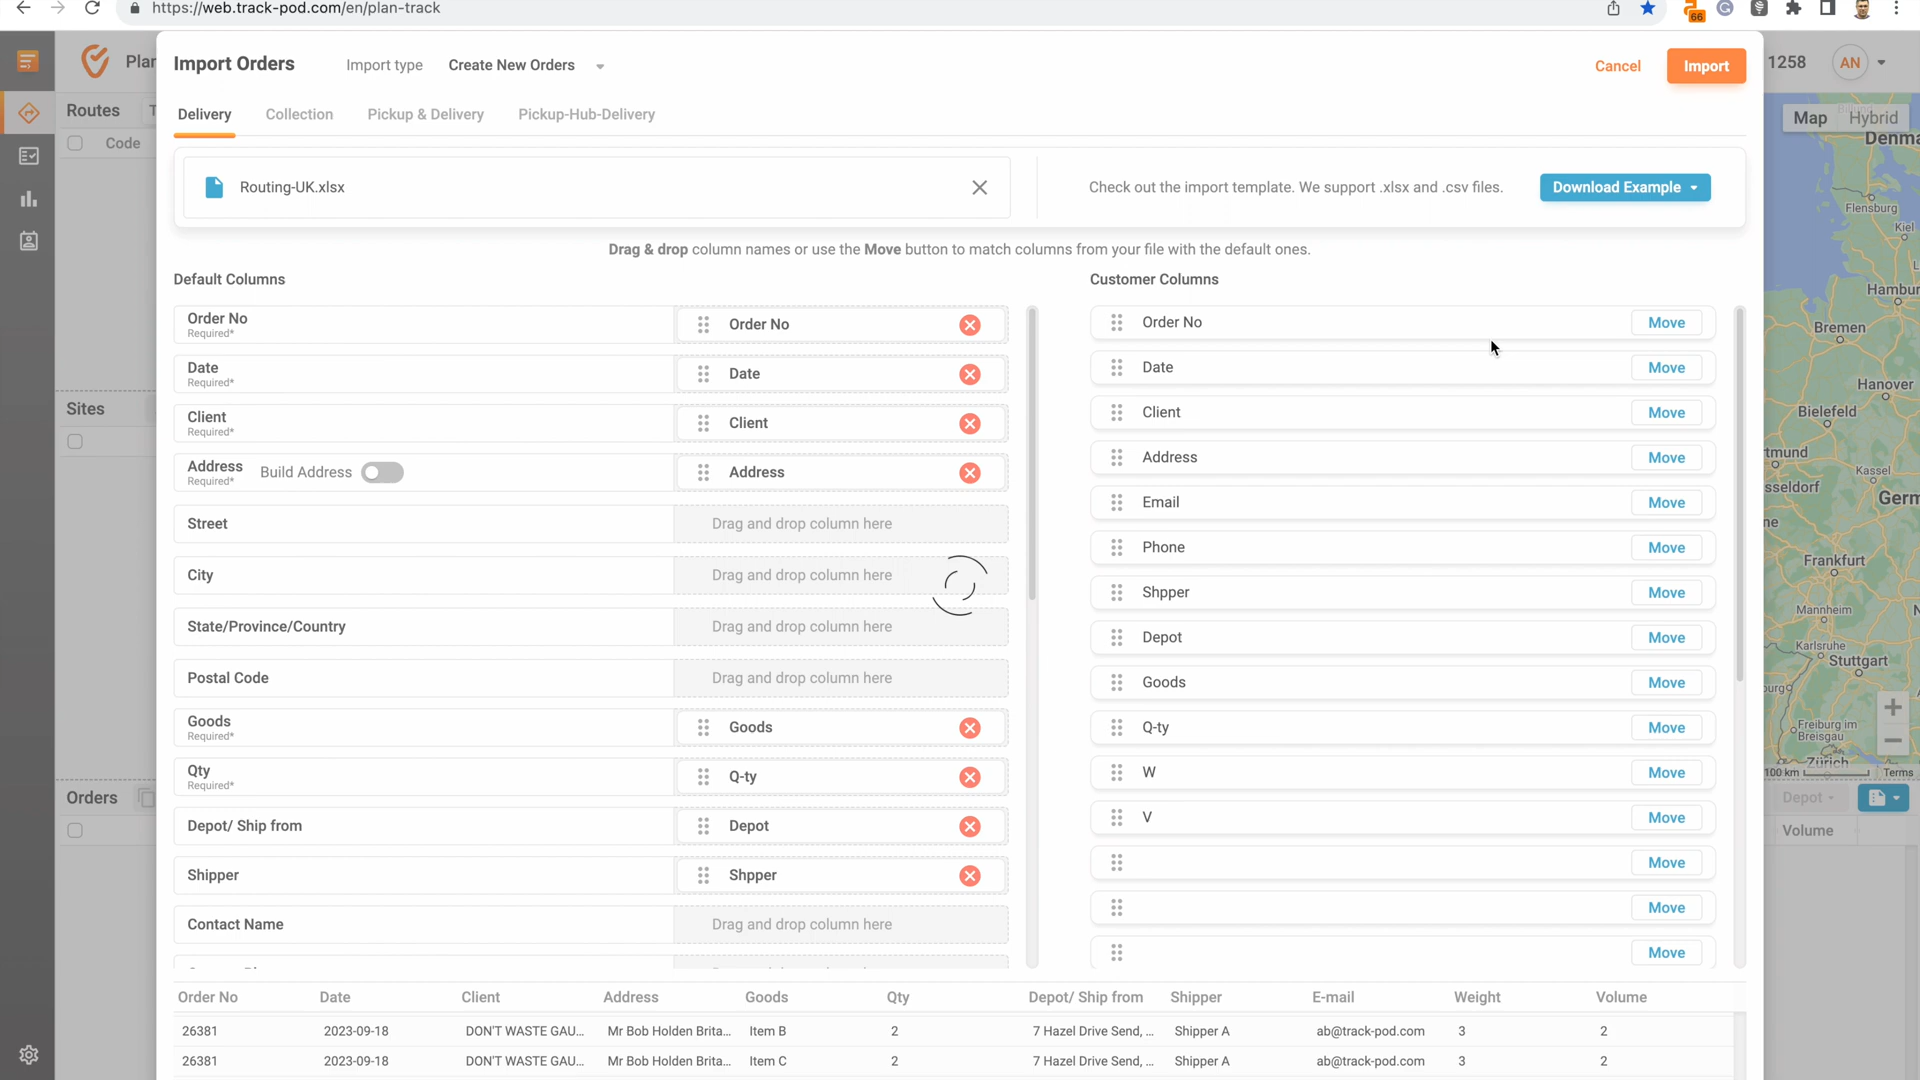 https://web.track-pod.com/en/plan-track
66
Plan
Import Orders
Import type
Create New Orders
Cancel
Import
1258
AN
Routes
Delivery
Collection
Pickup & Delivery
Pickup-Hub-Delivery
Map
Hybrid
Code
Denma
Routing-UK.xlsx
Check out the import template. We support .xlsx and .csv files.
Download Example
Flensburg
Kiel
Drag & drop column names or use the Move button to match columns from your file with the default ones.
Default Columns
Customer Columns
Hambu
Order No
Required*
Order No
Order No
Move
Bremen
Date
Required*
Date
Date
Move
Hanover
Sites
Client
Required*
Client
Client
Move
Bielefeld
Address
Required*
Build Address
Address
Address
Move
tmund
Kassel
sseldorf
Germ
Street
Drag and drop column here
Email
Move
City
Drag and drop column here
Phone
Move
Frankfurt
State/Province/Country
Drag and drop column here
Shpper
Move
Mannheim
Postal Code
Drag and drop column here
Depot
Move
Karlsruhe
Stuttgart
Goods
Required*
Goods
Goods
Move
Freiburg im
Breisgau
Qty
Required*
Q-ty
Q-ty
Move
Zürich
100 km
Terms
W
Move
Orders
Depot
Depot/ Ship from
Depot
V
Move
Volume
Shipper
Shpper
Move
Contact Name
Drag and drop column here
Move
Move
Order No
Date
Client
Address
Goods
Qty
Depot/ Ship from
Shipper
E-mail
Weight
Volume
26381
2023-09-18
DON'T WASTE GAU...
Mr Bob Holden Brita...
Item B
2
7 Hazel Drive Send, ...
Shipper A
ab@track-pod.com
3
2
26381
2023-09-18
DON'T WASTE GAU...
Mr Bob Holden Brita...
Item C
2
7 Hazel Drive Send, ...
Shipper A
ab@track-pod.com
3
2